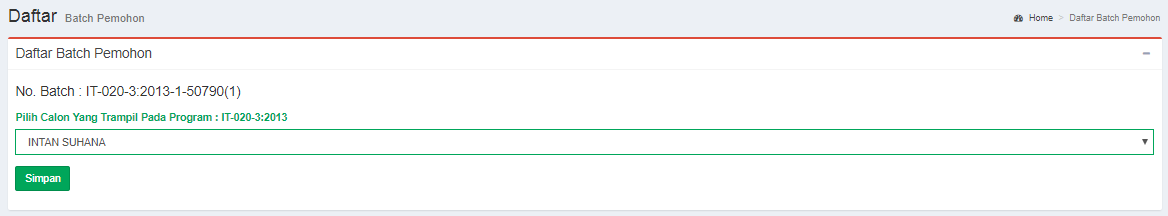 Daftar Batch Pemohon
Home > Daftar Batch Pemohon
Daftar Batch Pemohon
No. Batch : IT-020-3:2013-1-50790(1)
Pilih Calon Yang Trampil Pada Program : IT-020-3:2013
INTAN SUHANA
Simpan